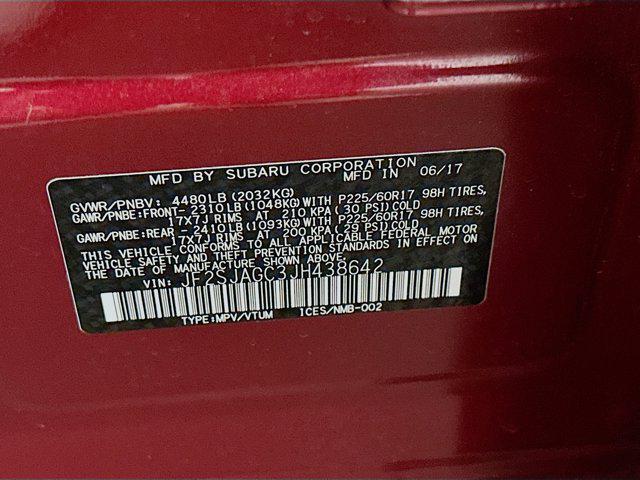 MFD BY SUBARU CORPORATION MFD IN 06/17
GVWR/PNBV: 4480LB(2032KG)
GAWR/PNBE:FRONT- 2310LB(1048KG)WITH P225/60R17 98H TIRES,
17x7J RIMS AT 210 KPA(30 PSI)COLD
GAWR/PNBE:REAR - 2410LB(1093KG)WITH P225/60R17 98H TIRES,
17x7J RIMS AT 200 KPA(29 PSI)COLD
THIS VEHICLE CONFORMS TO ALL APPLICABLE FEDERAL MOTOR
VEHICLE SAFETY AND THEFT PREVENTION STANDARDS IN EFFECT ON
THE DATE OF MANUFACTURE SHOWN ABOVE.
VIN: JF2SJAGC3JH438642
TYPE:MPV/VTUM ICES/NMB-002